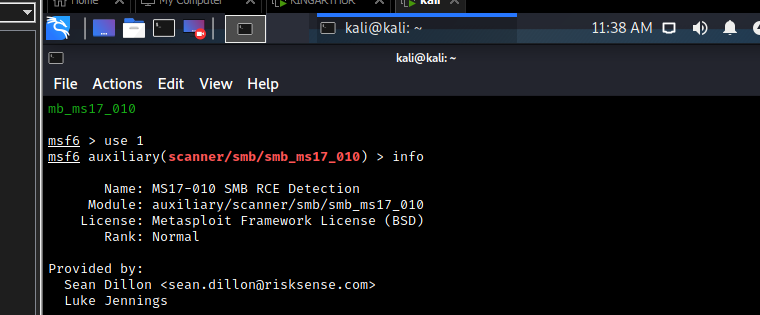 Home
My Computer
KINGARTHUR
kali
kali@kali: ~
11:38 AM
kali@kali: ~
File Actions Edit View Help
mb_ms17_010
msf6 > use 1
msf6 auxiliary(scanner/smb/smb_ms17_010) > info
Name: MS17-010 SMB RCE Detection
Module: auxiliary/scanner/smb/smb_ms17_010
License: Metasploit Framework License (BSD)
Rank: Normal
Provided by:
Sean Dillon <sean.dillon@risksense.com>
Luke Jennings